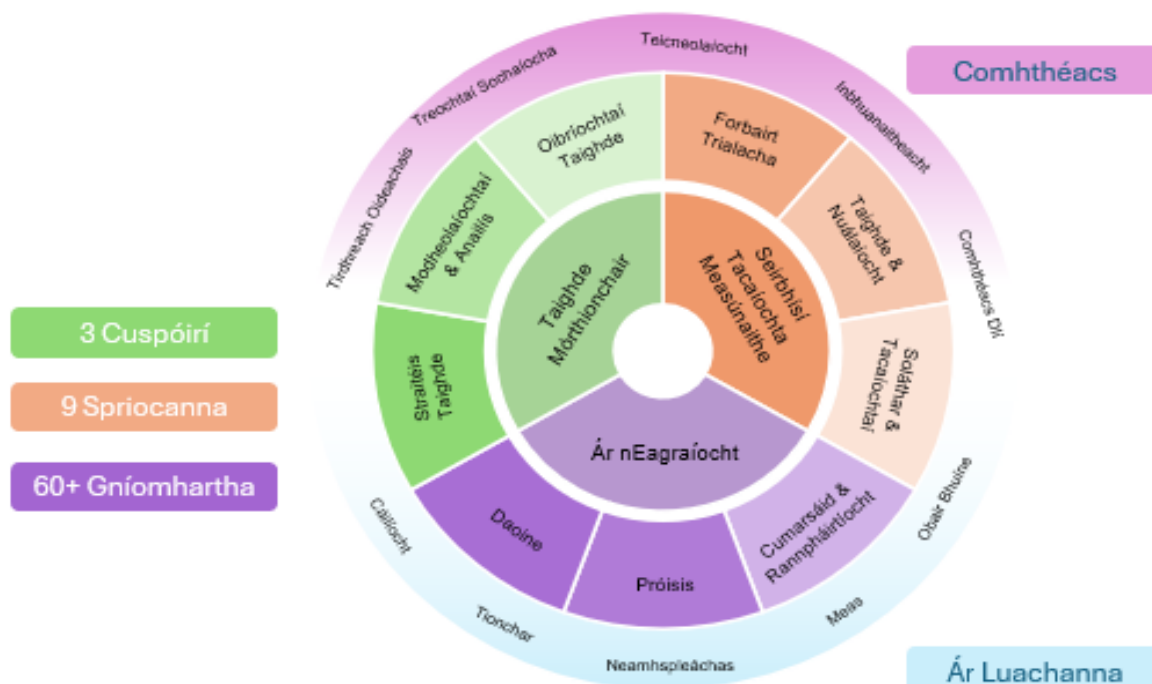 Comhthéacs
Tírdhreach Oideachais
Treochtaí Sochaíocha
Teicneolaíocht
Inbhuanaitheacht
Comhthéacs Dlí
Oibríochtaí
Taighde
Forbairt
Trialacha
Modheolaíochtaí
& Anailís
Taighde &
Nuálaíocht
Straitéis
Taighde
Soláthar &
Tacaíochtaí
Taighde
Mórthionchair
Seirbhísí
Tacaíochta
Measúnaithe
Ár nEagraíocht
Daoine
Próisis
Cumarsáid &
Rannpháirtíocht
3 Cuspóirí
9 Spriocanna
60+ Gníomhartha
Cáilíocht
Tionchar
Neamhspleáchas
Meas
Obair Bhuíne
Ár Luachanna